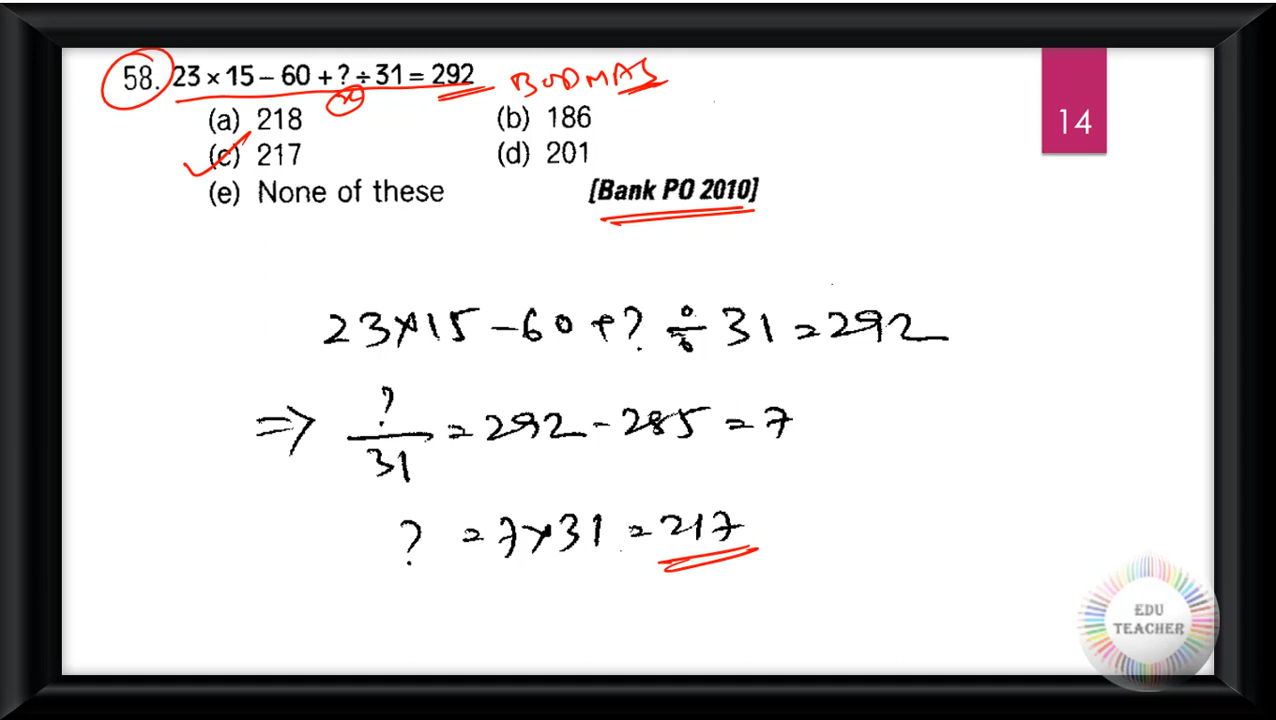 58. 23 × 15 – 60 + ? ÷ 31 = 292 BODMAS
x
(a) 218 (b) 186
(c) 217 (d) 201
(e) None of these [Bank PO 2010]
14
23×15 - 60 + ? ÷ 31 = 292
⇒ ?/31 = 292 - 285 = 7
? = 7×31 = 217
EDU
TEACHER